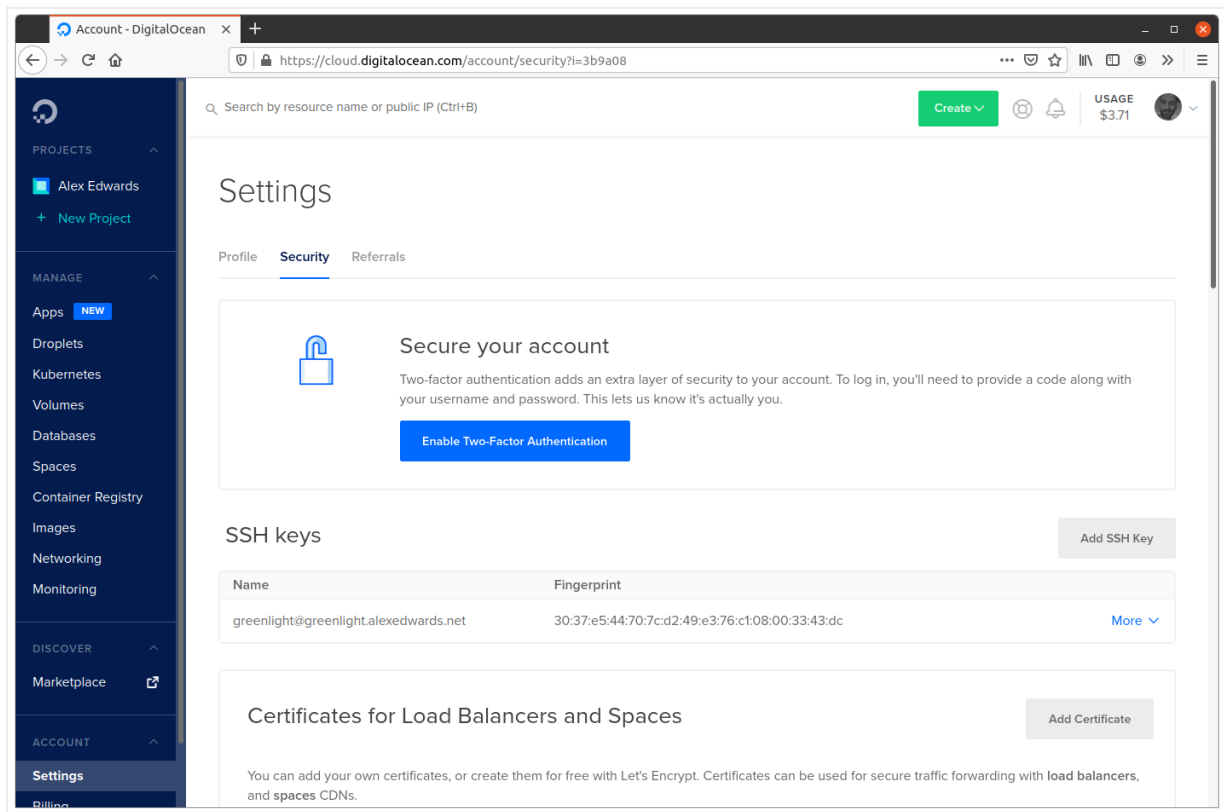 Account - DigitalOcean
https://cloud.digitalocean.com/account/security?i=3b9a08
Search by resource name or public IP (Ctrl+B)
Create
USAGE
$3.71
PROJECTS
Alex Edwards
+ New Project
MANAGE
Apps NEW
Droplets
Kubernetes
Volumes
Databases
Spaces
Container Registry
Images
Networking
Monitoring
DISCOVER
Marketplace
ACCOUNT
Settings
Billing
Settings
Profile Security Referrals
Secure your account
Two-factor authentication adds an extra layer of security to your account. To log in, you'll need to provide a code along with
your username and password. This lets us know it's actually you.
Enable Two-Factor Authentication
SSH keys
Add SSH Key
Name Fingerprint
greenlight@greenlight.alexedwards.net 30:37:e5:44:70:7c:d2:49:e3:76:c1:08:00:33:43:dc More
Certificates for Load Balancers and Spaces
Add Certificate
You can add your own certificates, or create them for free with Let's Encrypt. Certificates can be used for secure traffic forwarding with load balancers,
and spaces CDNs.